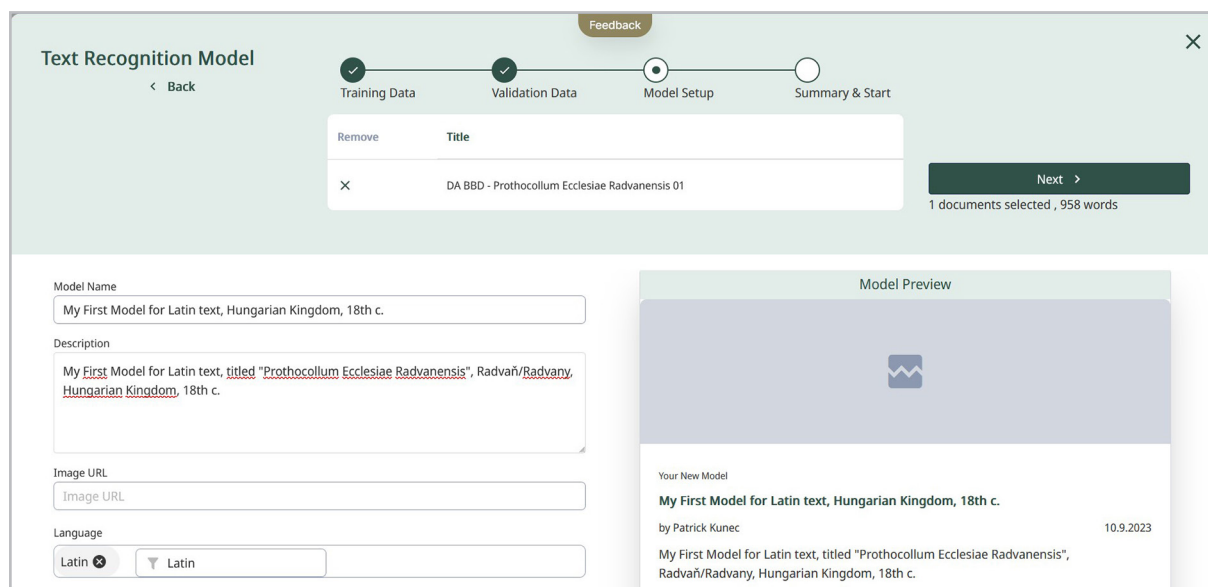 Feedback
Text Recognition Model
Back
Training Data
Validation Data
Model Setup
Summary & Start
Remove
Title
DA BBD - Prothocollum Ecclesiae Radvanensis 01
Next
1 documents selected , 958 words
Model Name
My First Model for Latin text, Hungarian Kingdom, 18th c.
Description
My First Model for Latin text, titled "Prothocollum Ecclesiae Radvanensis", Radvaň/Radvany,
Hungarian Kingdom, 18th c.
Image URL
Image URL
Language
Latin
Latin
Model Preview
Your New Model
My First Model for Latin text, Hungarian Kingdom, 18th c.
by Patrick Kunec
10.9.2023
My First Model for Latin text, titled "Prothocollum Ecclesiae Radvanensis",
Radvaň/Radvany, Hungarian Kingdom, 18th c.